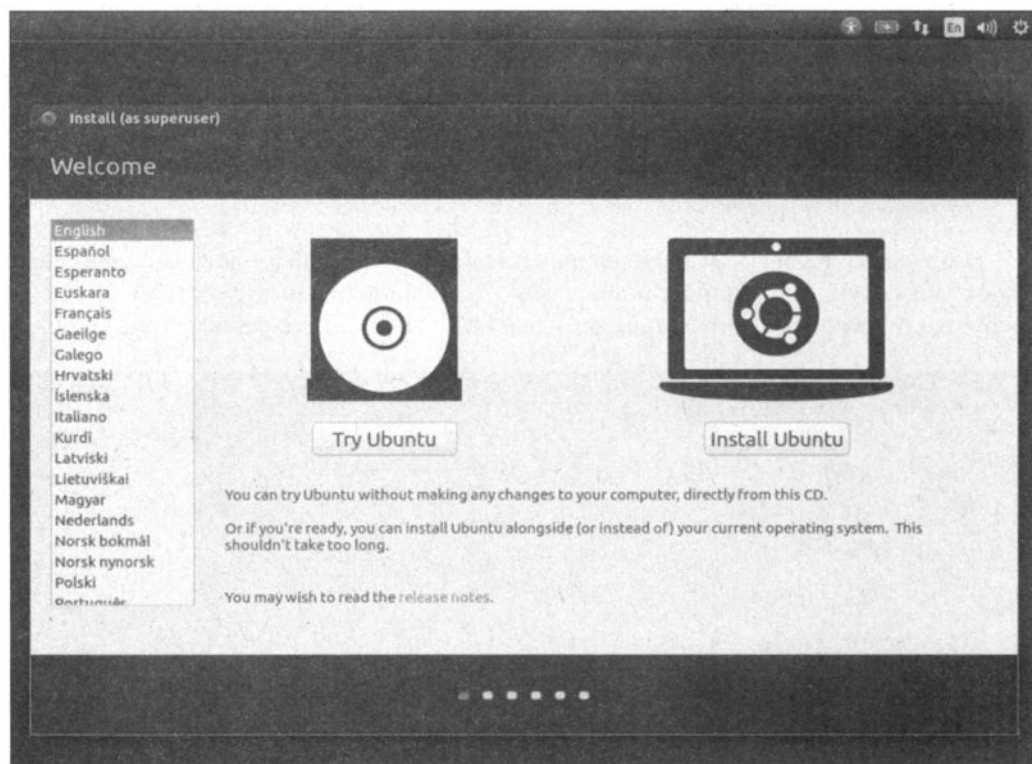 En
Install (as superuser)
Welcome
English
Español
Esperanto
Euskara
Français
Gaeilge
Galego
Hrvatski
Íslenska
Italiano
Kurdî
Latviski
Lietuviškai
Magyar
Nederlands
Norsk bokmål
Norsk nynorsk
Polski
Português
Try Ubuntu
Install Ubuntu
You can try Ubuntu without making any changes to your computer, directly from this CD.
Or if you're ready, you can install Ubuntu alongside (or instead of) your current operating system. This
shouldn't take too long.
You may wish to read the release notes.